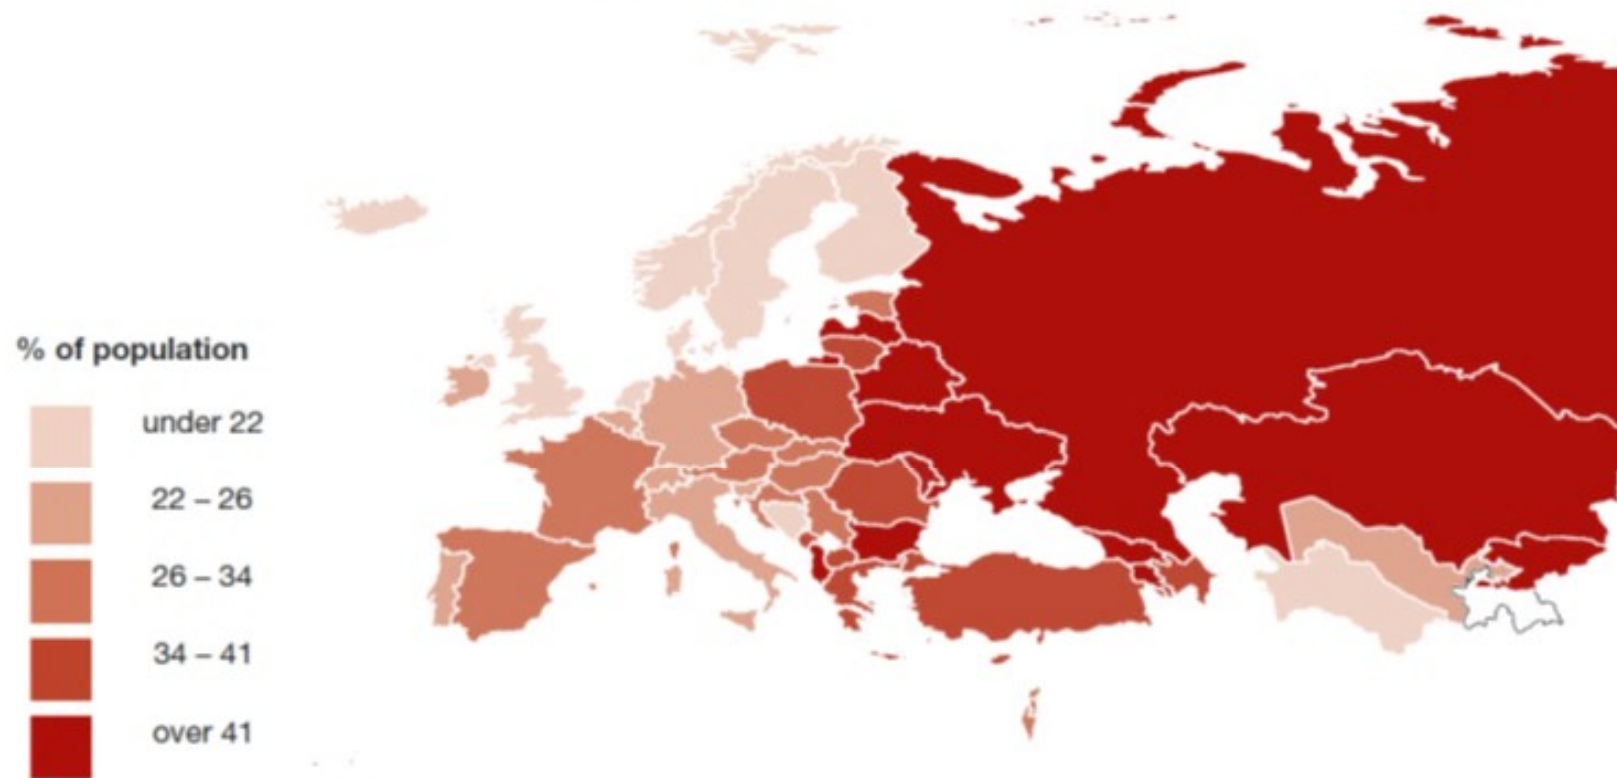 % of population
under 22
22 – 26
26 – 34
34 – 41
over 41